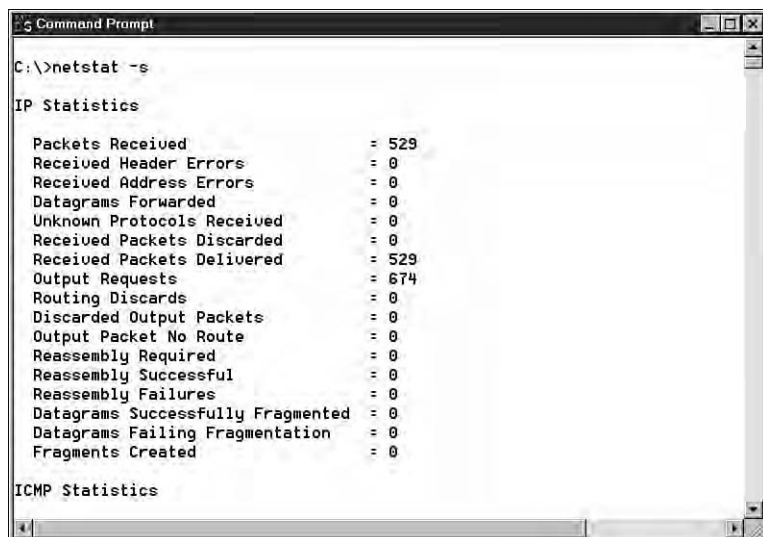 Command Prompt
C:\>netstat -s
IP Statistics
Packets Received = 529
Received Header Errors = 0
Received Address Errors = 0
Datagrams Forwarded = 0
Unknown Protocols Received = 0
Received Packets Discarded = 0
Received Packets Delivered = 529
Output Requests = 674
Routing Discards = 0
Discarded Output Packets = 0
Output Packet No Route = 0
Reassembly Required = 0
Reassembly Successful = 0
Reassembly Failures = 0
Datagrams Successfully Fragmented = 0
Datagrams Failing Fragmentation = 0
Fragments Created = 0
ICMP Statistics